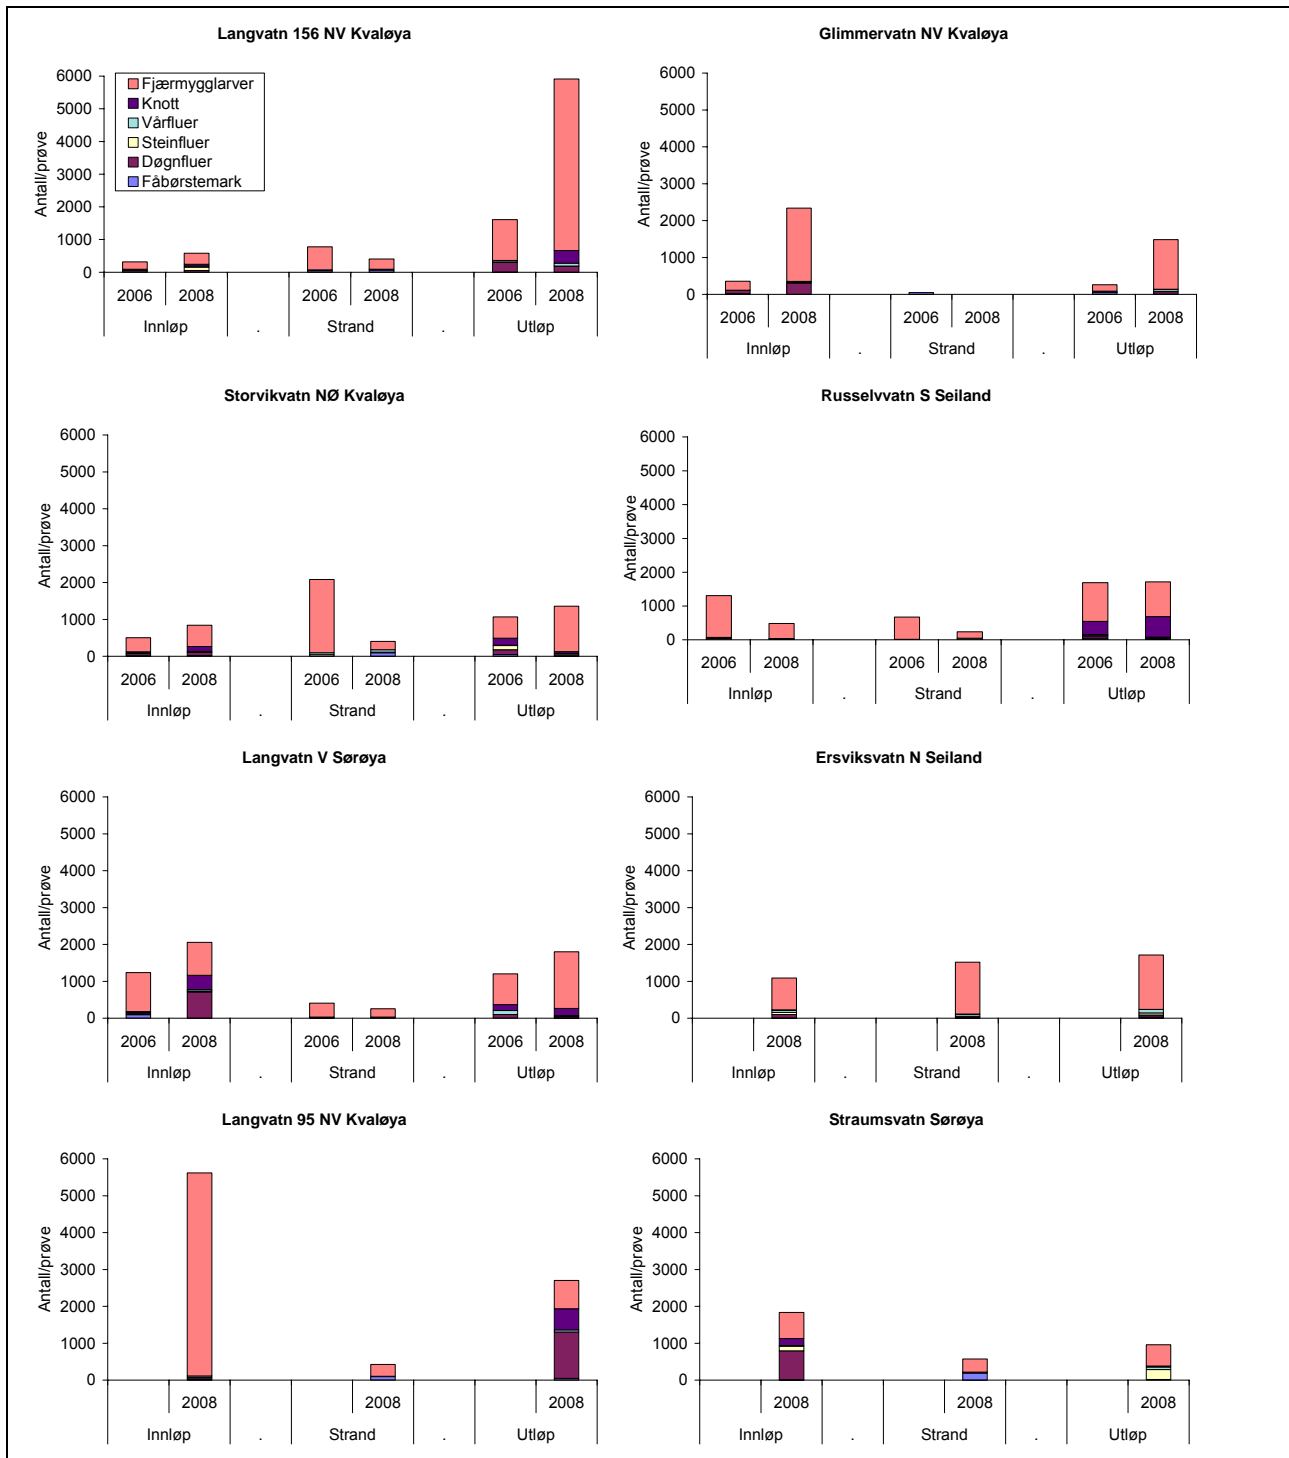 Langvatn 156 NV Kvaløya
Antall/prøve
6000
5000
4000
3000
2000
1000
0
Fjærmygglarver
Knott
Vårfluer
Steinfluer
Døgnfluer
Fåbørstemark
2006 2008 2006 2008 2006 2008
Innløp . Strand . Utløp
Glimmervatn NV Kvaløya
Antall/prøve
6000
5000
4000
3000
2000
1000
0
2006 2008 2006 2008 2006 2008
Innløp . Strand . Utløp
Storvikvatn NØ Kvaløya
Antall/prøve
6000
5000
4000
3000
2000
1000
0
2006 2008 2006 2008 2006 2008
Innløp . Strand . Utløp
Russelvvatn S Seiland
Antall/prøve
6000
5000
4000
3000
2000
1000
0
2006 2008 2006 2008 2006 2008
Innløp . Strand . Utløp
Langvatn V Sørøya
Antall/prøve
6000
5000
4000
3000
2000
1000
0
2006 2008 2006 2008 2006 2008
Innløp . Strand . Utløp
Ersviksvatn N Seiland
Antall/prøve
6000
5000
4000
3000
2000
1000
0
2008 2008 2008
Innløp . Strand . Utløp
Langvatn 95 NV Kvaløya
Antall/prøve
6000
5000
4000
3000
2000
1000
0
2008 2008 2008
Innløp . Strand . Utløp
Straumsvatn Sørøya
Antall/prøve
6000
5000
4000
3000
2000
1000
0
2008 2008 2008
Innløp . Strand . Utløp